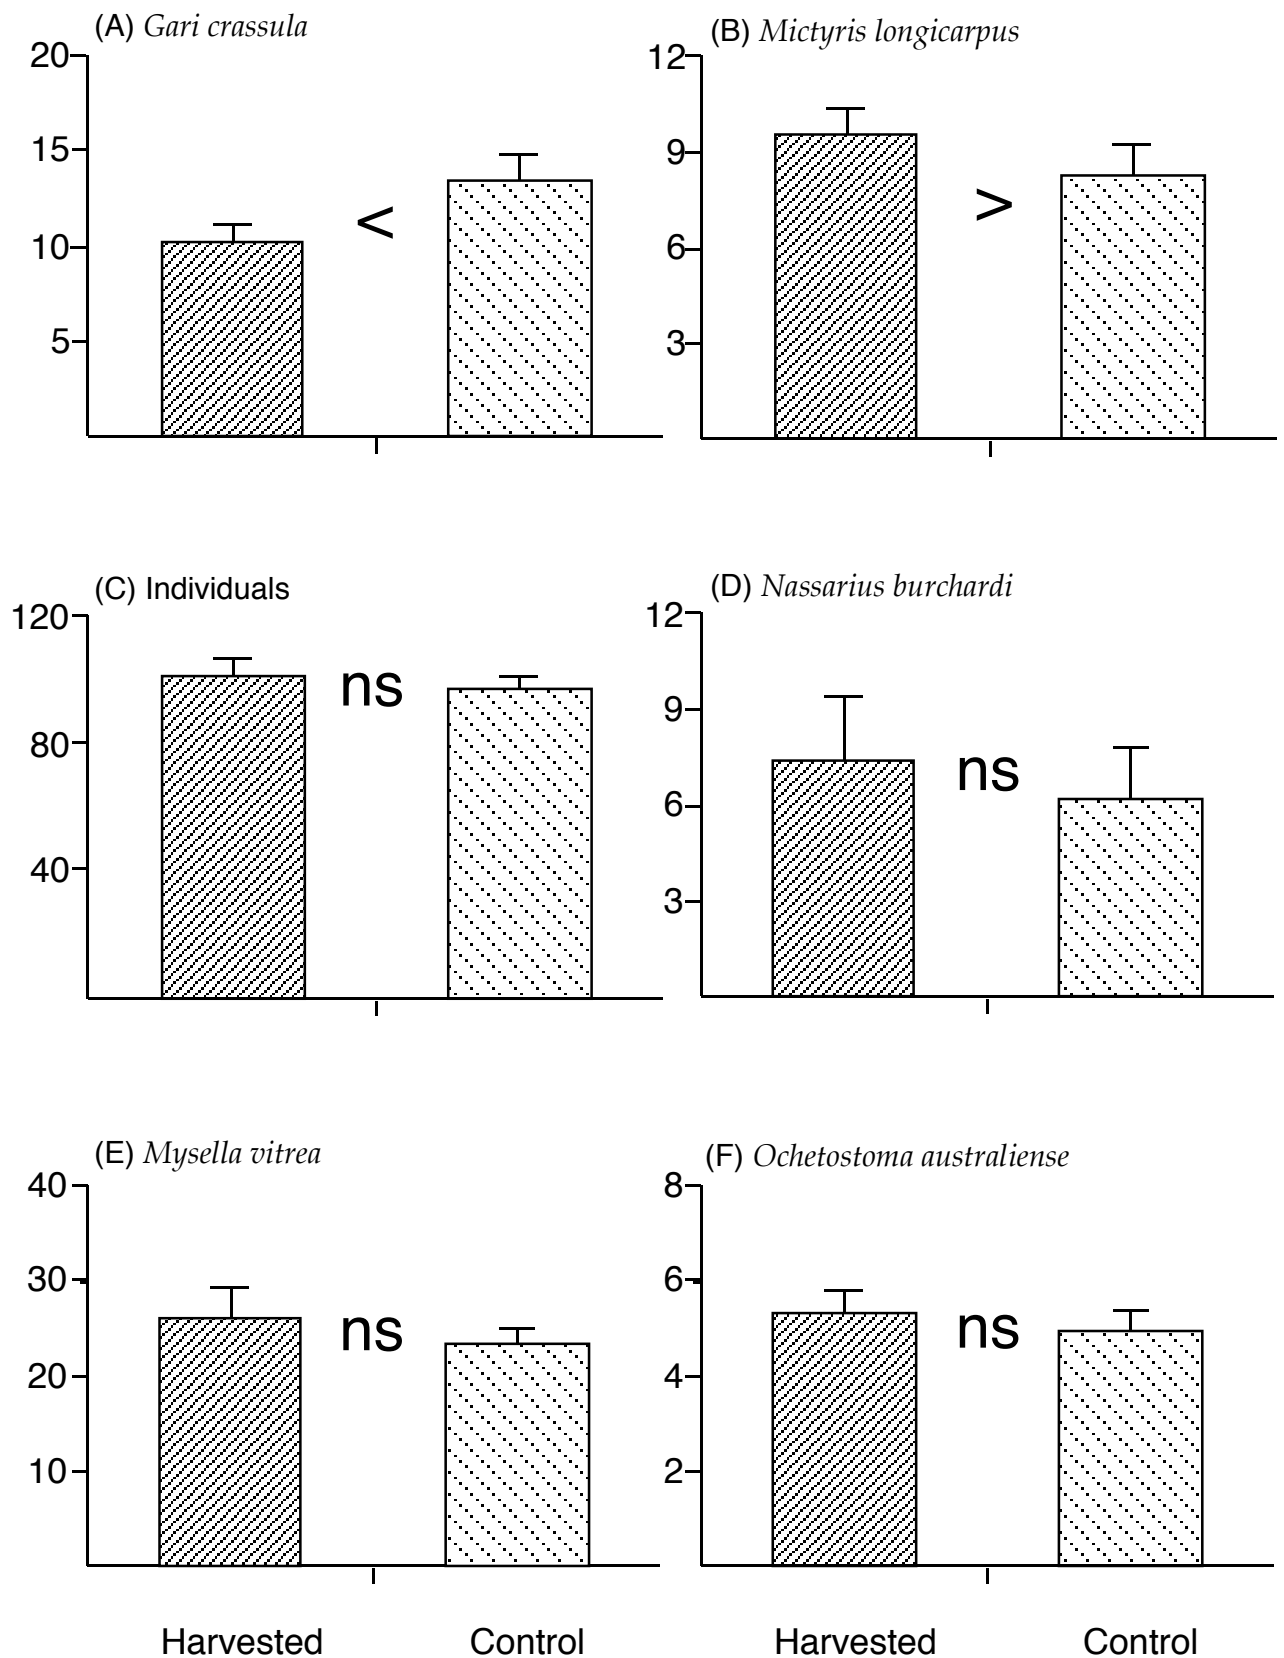 (A) Gari crassula
20
15
10
5
<
(B) Mictyris longicarpus
12
9
6
3
>
(C) Individuals
120
80
40
ns
(D) Nassarius burchardi
12
9
6
3
ns
(E) Mysella vitrea
40
30
20
10
ns
(F) Ochetostoma australiense
8
6
4
2
ns
Harvested Control Harvested Control